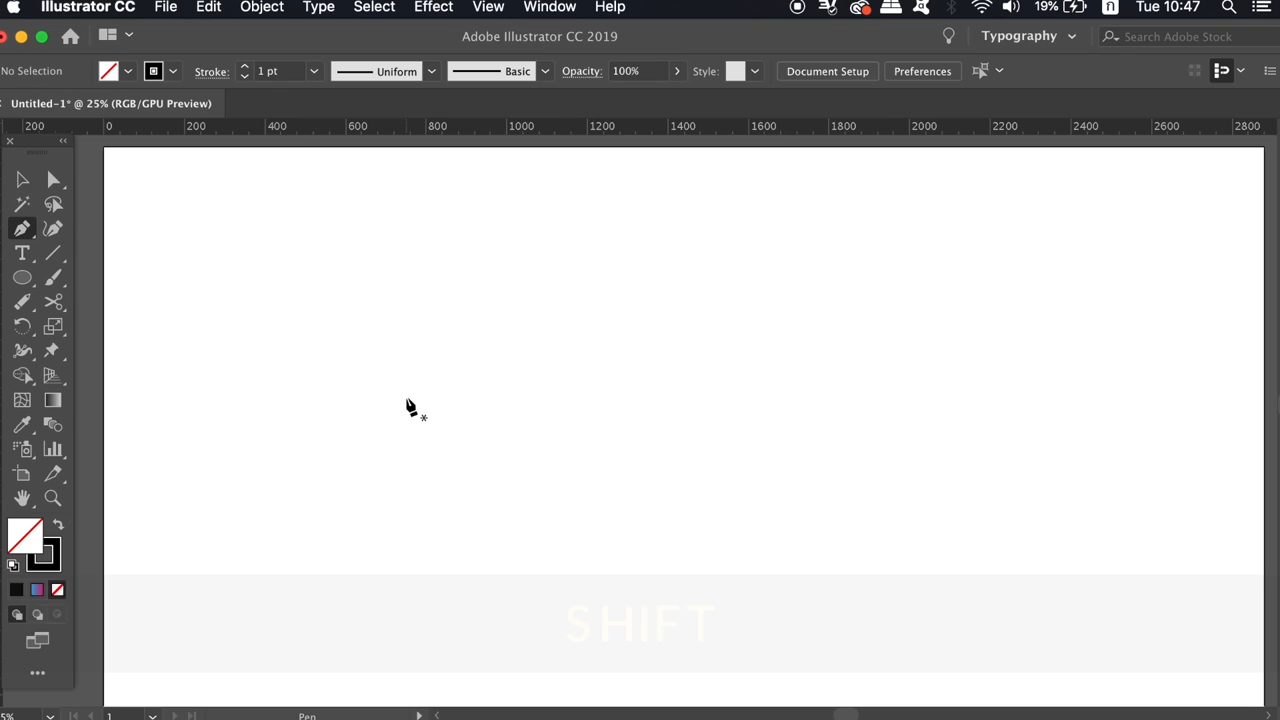 Illustrator CC File Edit Object Type Select Effect View Window Help 19% ก Tue 10:47
Adobe Illustrator CC 2019 Typography Search Adobe Stock
No Selection Stroke: 1 pt Uniform Basic Opacity: 100% Style: Document Setup Preferences
Untitled-1* @ 25% (RGB/GPU Preview)
200 0 200 400 600 800 1000 1200 1400 1600 1800 2000 2200 2400 2600 2800
SHIFT
5% 1 Pen